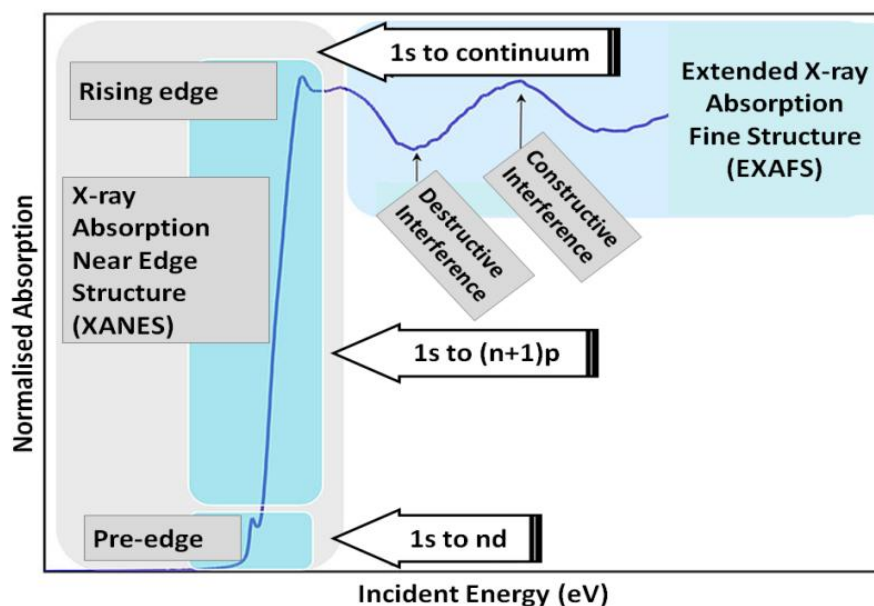 1s to continuum
Rising edge
Extended X-ray
Absorption
Fine Structure
(EXAFS)
X-ray
Absorption
Near Edge
Structure
(XANES)
Destructive
Interference
Constructive
Interference
1s to (n+1)p
Pre-edge
1s to nd
Normalised Absorption
Incident Energy (eV)